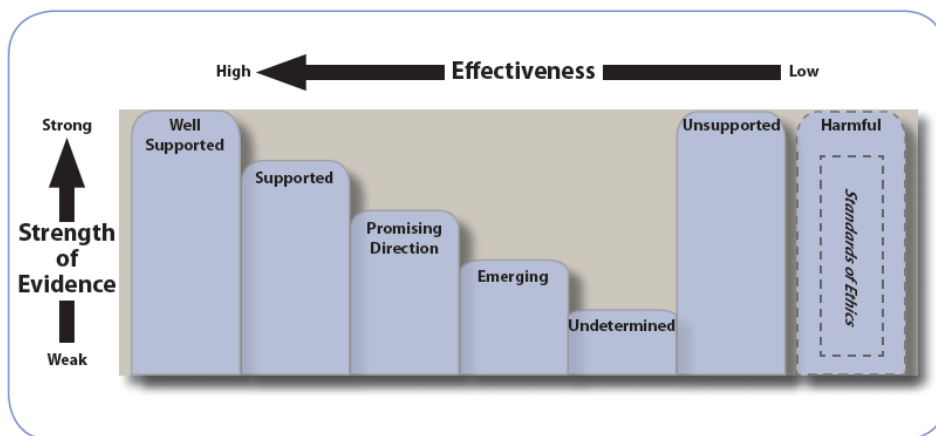 High
Effectiveness
Low
Strong
Strength
of
Evidence
Weak
Well
Supported
Supported
Promising
Direction
Emerging
Undetermined
Unsupported
Harmful
Standards of Ethics